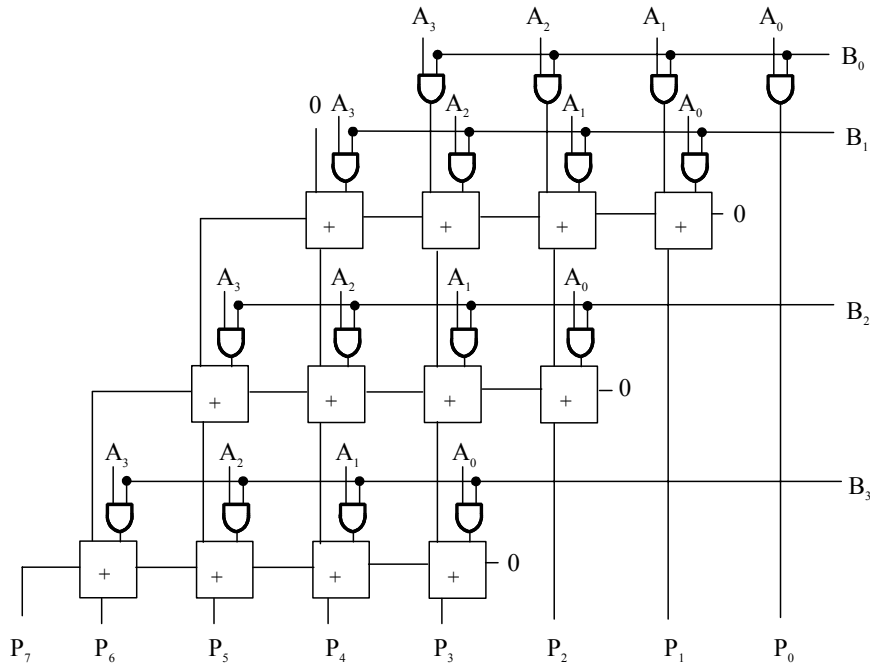 A₃ A₂ A₁ A₀
B₀
0 A₃ A₂ A₁ A₀
B₁
+ + + + 0
A₃ A₂ A₁ A₀
B₂
+ + + + 0
A₃ A₂ A₁ A₀
B₃
+ + + + 0
P₇ P₆ P₅ P₄ P₃ P₂ P₁ P₀